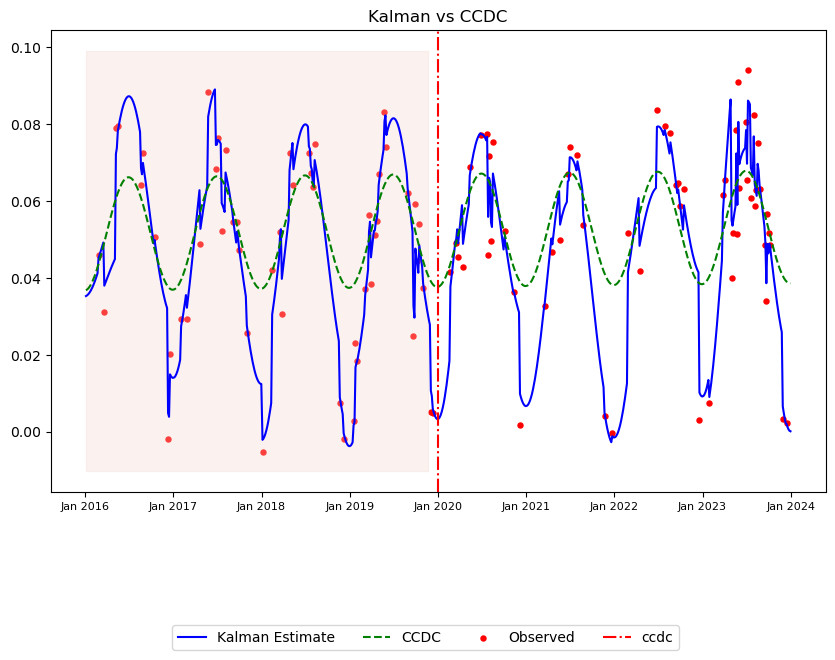 Kalman vs CCDC
0.10
0.08
0.06
0.04
0.02
0.00
Jan 2016 Jan 2017 Jan 2018 Jan 2019 Jan 2020 Jan 2021 Jan 2022 Jan 2023 Jan 2024
Kalman Estimate CCDC Observed ccdc